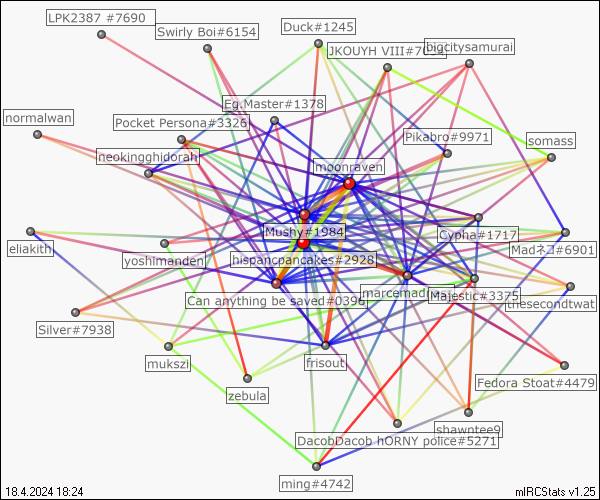 LPK2387 #7690
Swirly Boi#6154
Duck#1245
JKOUYH VIII#7
bigcitysamurai
Eg.Master#1378
normalwan
Pocket Persona#3326
Pikabro#9971
somass
neokingghidorah
moonraven
Mushy#1984
Cypha#1717
eliakith
yoshimanden
hispancpancakes#2928
Madネコ#6901
Can anything be saved#0396
marcemad
Majestic#3375
thesecondtwat
Silver#7938
mukszi
frisout
zebula
Fedora Stoat#4479
shawntee9
DacobDacob hORNY police#5271
ming#4742
18.4.2024 18:24
mIRCStats v1.25